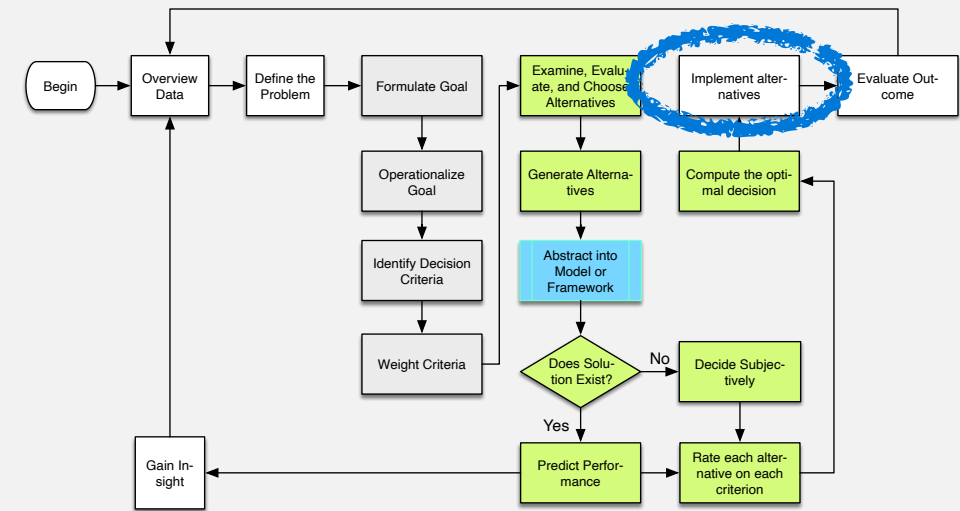 Begin
Overview
Data
Define the
Problem
Formulate Goal
Examine, Evalu-
ate, and Choose
Alternatives
Implement alter-
natives
Evaluate Out-
come
Operationalize
Goal
Generate Alterna-
tives
Compute the opti-
mal decision
Identify Decision
Criteria
Abstract into
Model or
Framework
Weight Criteria
Does Solu-
tion Exist?
No
Decide Subjec-
tively
Yes
Gain In-
sight
Predict Perfor-
mance
Rate each alter-
native on each
criterion